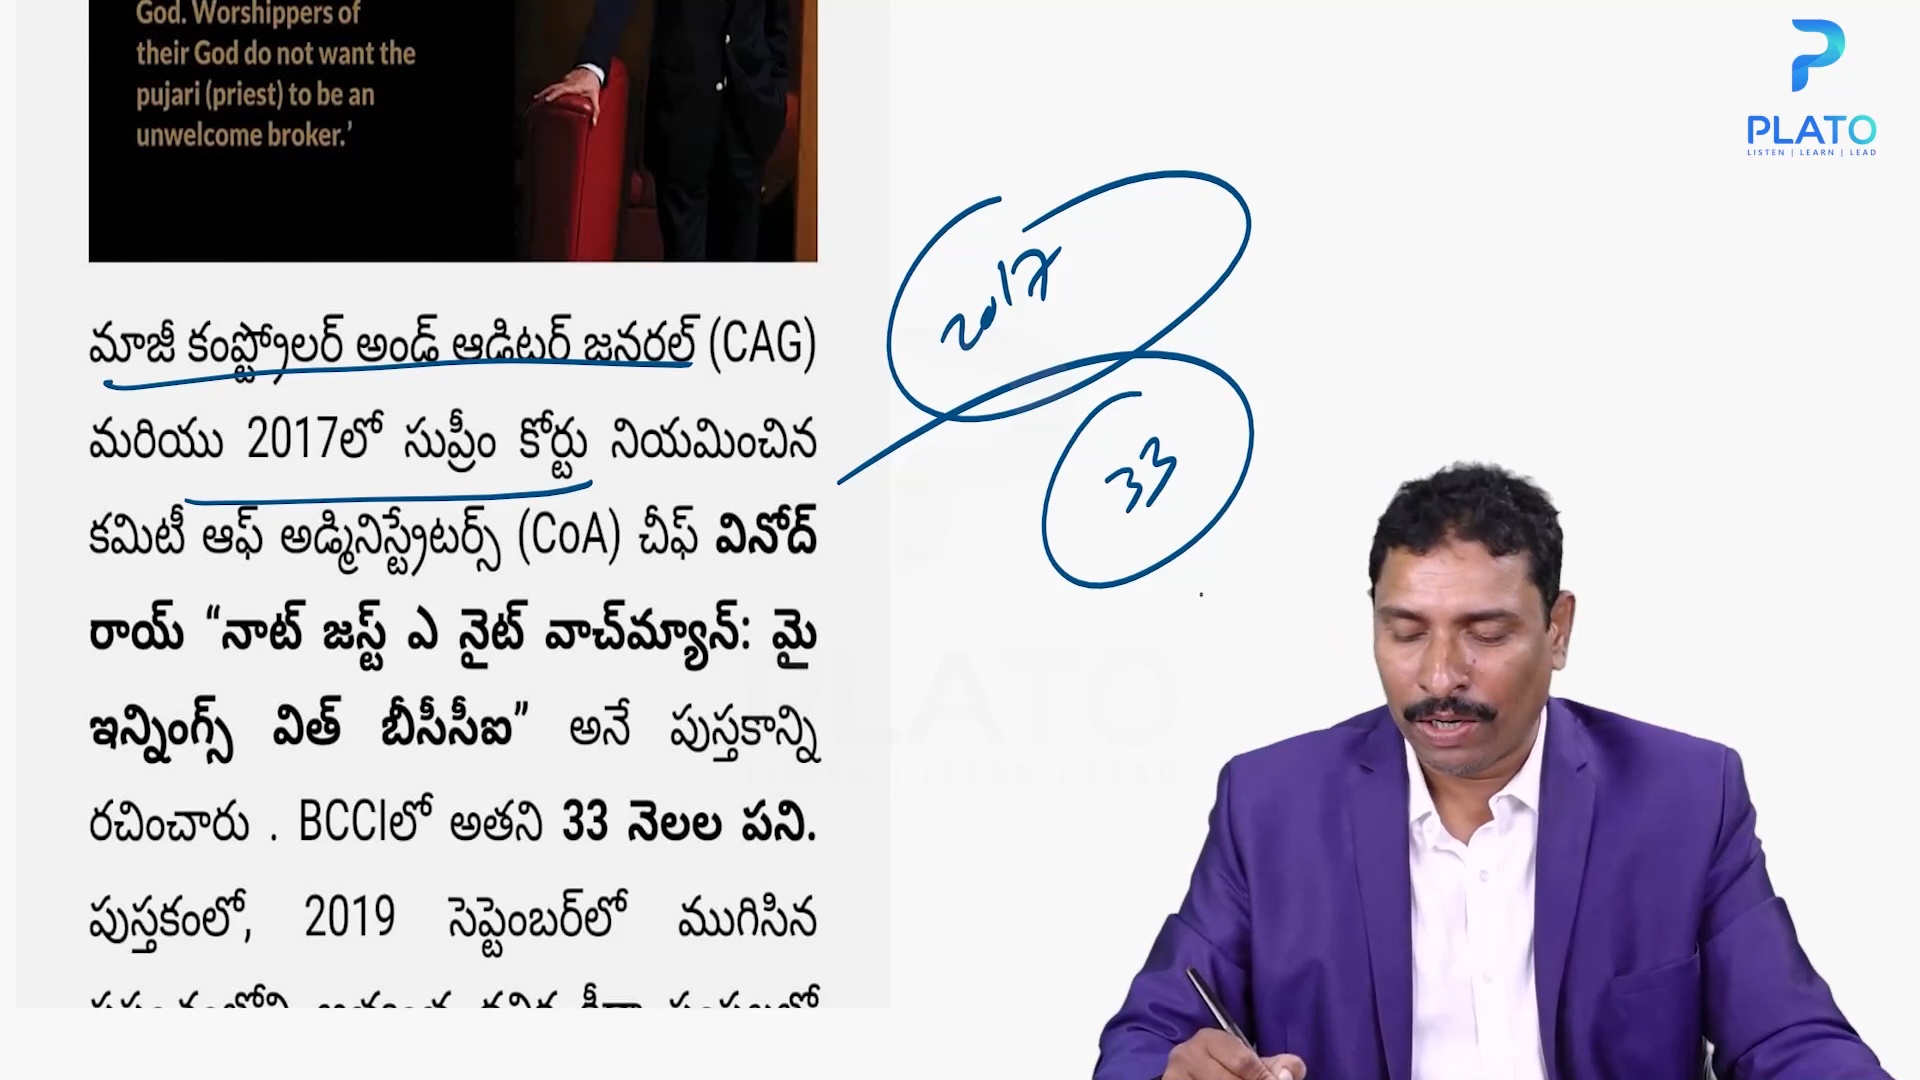 God. Worshippers of
their God do not want the
pujari (priest) to be an
unwelcome broker.’
PLATO
LISTEN | LEARN | LEAD
2017
33
మాజీ కంప్ట్రోలర్ అండ్ ఆడిటర్ జనరల్ (CAG)
మరియు 2017లో సుప్రీం కోర్టు నియమించిన
కమిటీ ఆఫ్ అడ్మినిస్ట్రేటర్స్ (CoA) చీఫ్ వినోద్
రాయ్ “నాట్ జస్ట్ ఎ నైట్ వాచ్‌మ్యాన్: మై
ఇన్నింగ్స్ విత్ బీసీసీఐ” అనే పుస్తకాన్ని
రచించారు . BCCIలో అతని 33 నెలల పని.
పుస్తకంలో, 2019 సెప్టెంబర్‌లో ముగిసిన
PLATO